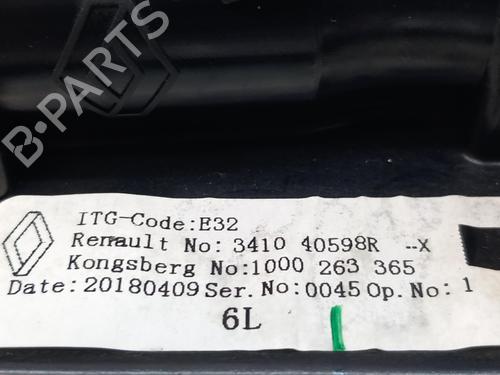 B-PARTS
ITG-Code:E32
Renault No: 3410 40598R --X
Kongsberg No:1000 263 365
Date:20180409 Ser.No:0045 Op.No: 1
6L